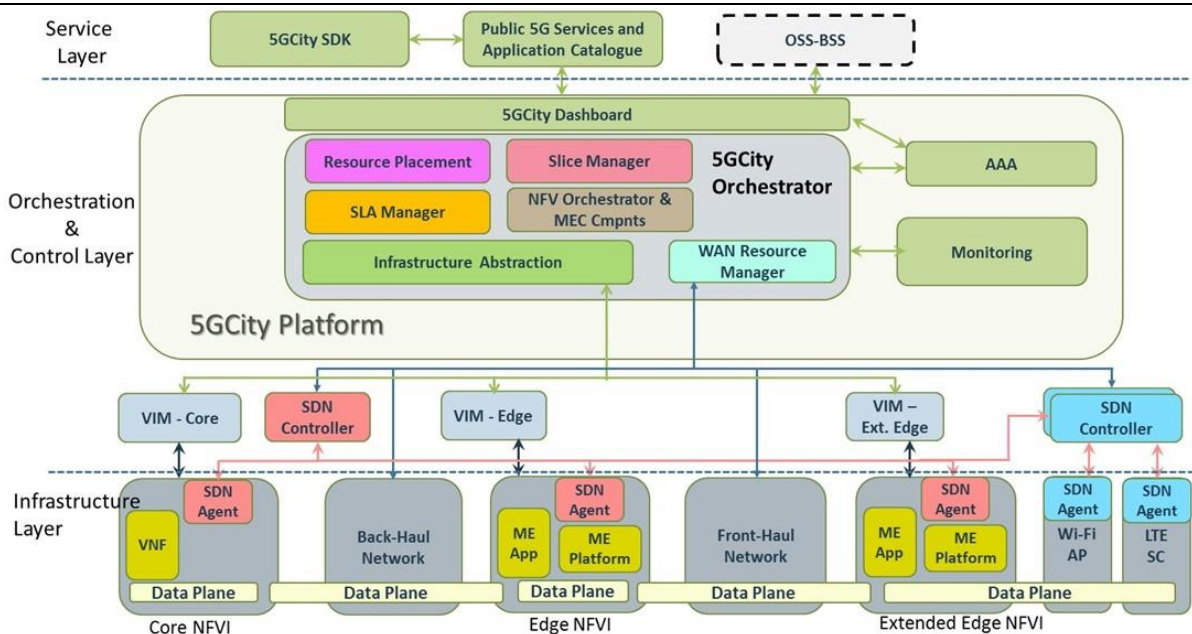 Service
Layer
5GCity SDK
Public 5G Services and
Application Catalogue
OSS-BSS
5GCity Dashboard
Resource Placement
Slice Manager
5GCity
Orchestrator
AAA
Orchestration
&
Control Layer
SLA Manager
NFV Orchestrator &
MEC Cmpnts
Infrastructure Abstraction
WAN Resource
Manager
Monitoring
5GCity Platform
VIM - Core
SDN
Controller
VIM - Edge
VIM –
Ext. Edge
SDN
Controller
Infrastructure
Layer
SDN
Agent
VNF
Back-Haul
Network
SDN
Agent
ME
App
ME
Platform
Front-Haul
Network
SDN
Agent
ME
App
ME
Platform
SDN
Agent
Wi-Fi
AP
SDN
Agent
LTE
SC
Data Plane
Data Plane
Data Plane
Data Plane
Data Plane
Core NFVI
Edge NFVI
Extended Edge NFVI